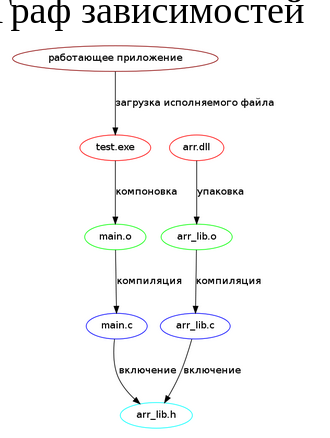 Граф зависимостей
работающее приложение
загрузка исполняемого файла
test.exe arr.dll
компоновка упаковка
main.o arr_lib.o
компиляция компиляция
main.c arr_lib.c
включение включение
arr_lib.h